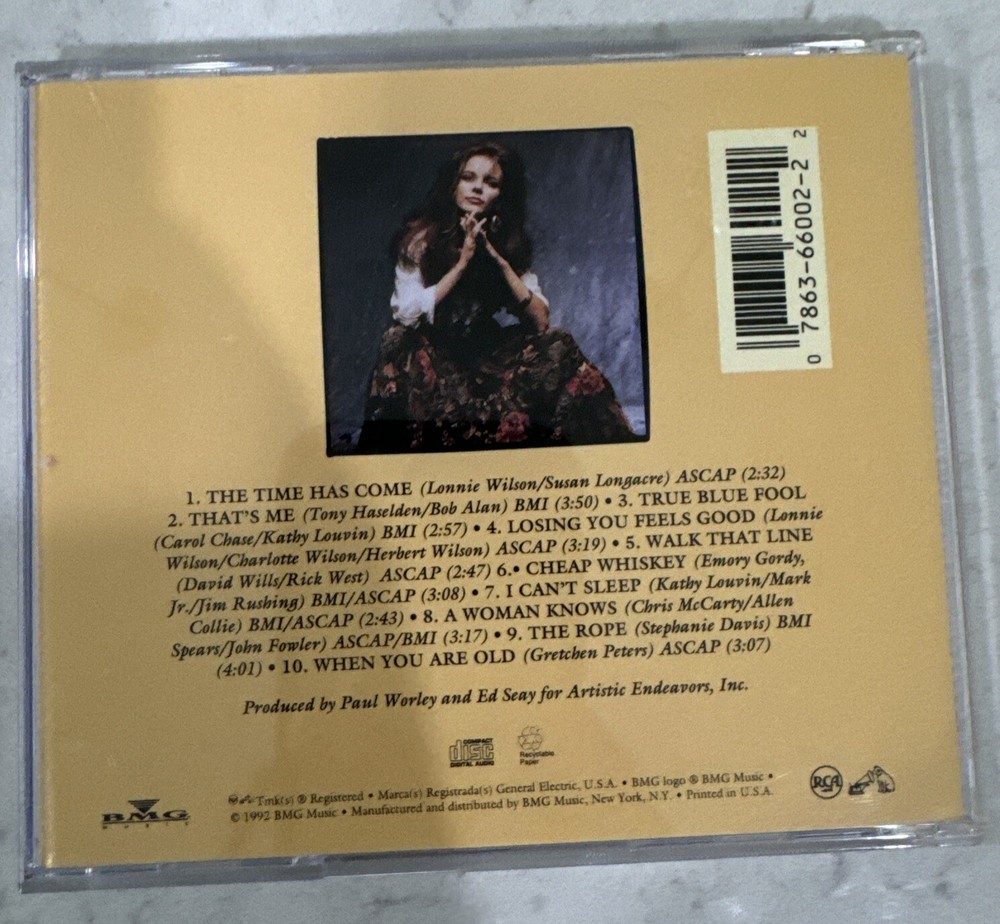 0 7863-66002-2 2
1. THE TIME HAS COME (Lonnie Wilson/Susan Longacre) ASCAP (2:32)
2. THAT'S ME (Tony Haselden/Bob Alan) BMI (3:50) • 3. TRUE BLUE FOOL
(Carol Chase/Kathy Louvin) BMI (2:57) • 4. LOSING YOU FEELS GOOD (Lonnie
Wilson/Charlotte Wilson/Herbert Wilson) ASCAP (3:19) • 5. WALK THAT LINE
(David Wills/Rick West) ASCAP (2:47) 6.• CHEAP WHISKEY (Emory Gordy,
Jr./Jim Rushing) BMI/ASCAP (3:08) • 7. I CAN'T SLEEP (Kathy Louvin/Mark
Collie) BMI/ASCAP (2:43) • 8. A WOMAN KNOWS (Chris McCarty/Allen
Spears/John Fowler) ASCAP/BMI (3:17) • 9. THE ROPE (Stephanie Davis) BMI
(4:01) • 10. WHEN YOU ARE OLD (Gretchen Peters) ASCAP (3:07)
Produced by Paul Worley and Ed Seay for Artistic Endeavors, Inc.
COMPACT
disc
DIGITAL AUDIO
Recyclable
Paper
BMG
MUSIC
Tmk(s) ® Registered • Marca(s) Registrada(s) General Electric, U.S.A. • BMG logo ® BMG Music •
© 1992 BMG Music • Manufactured and distributed by BMG Music, New York, N.Y. • Printed in U.S.A.
RCA